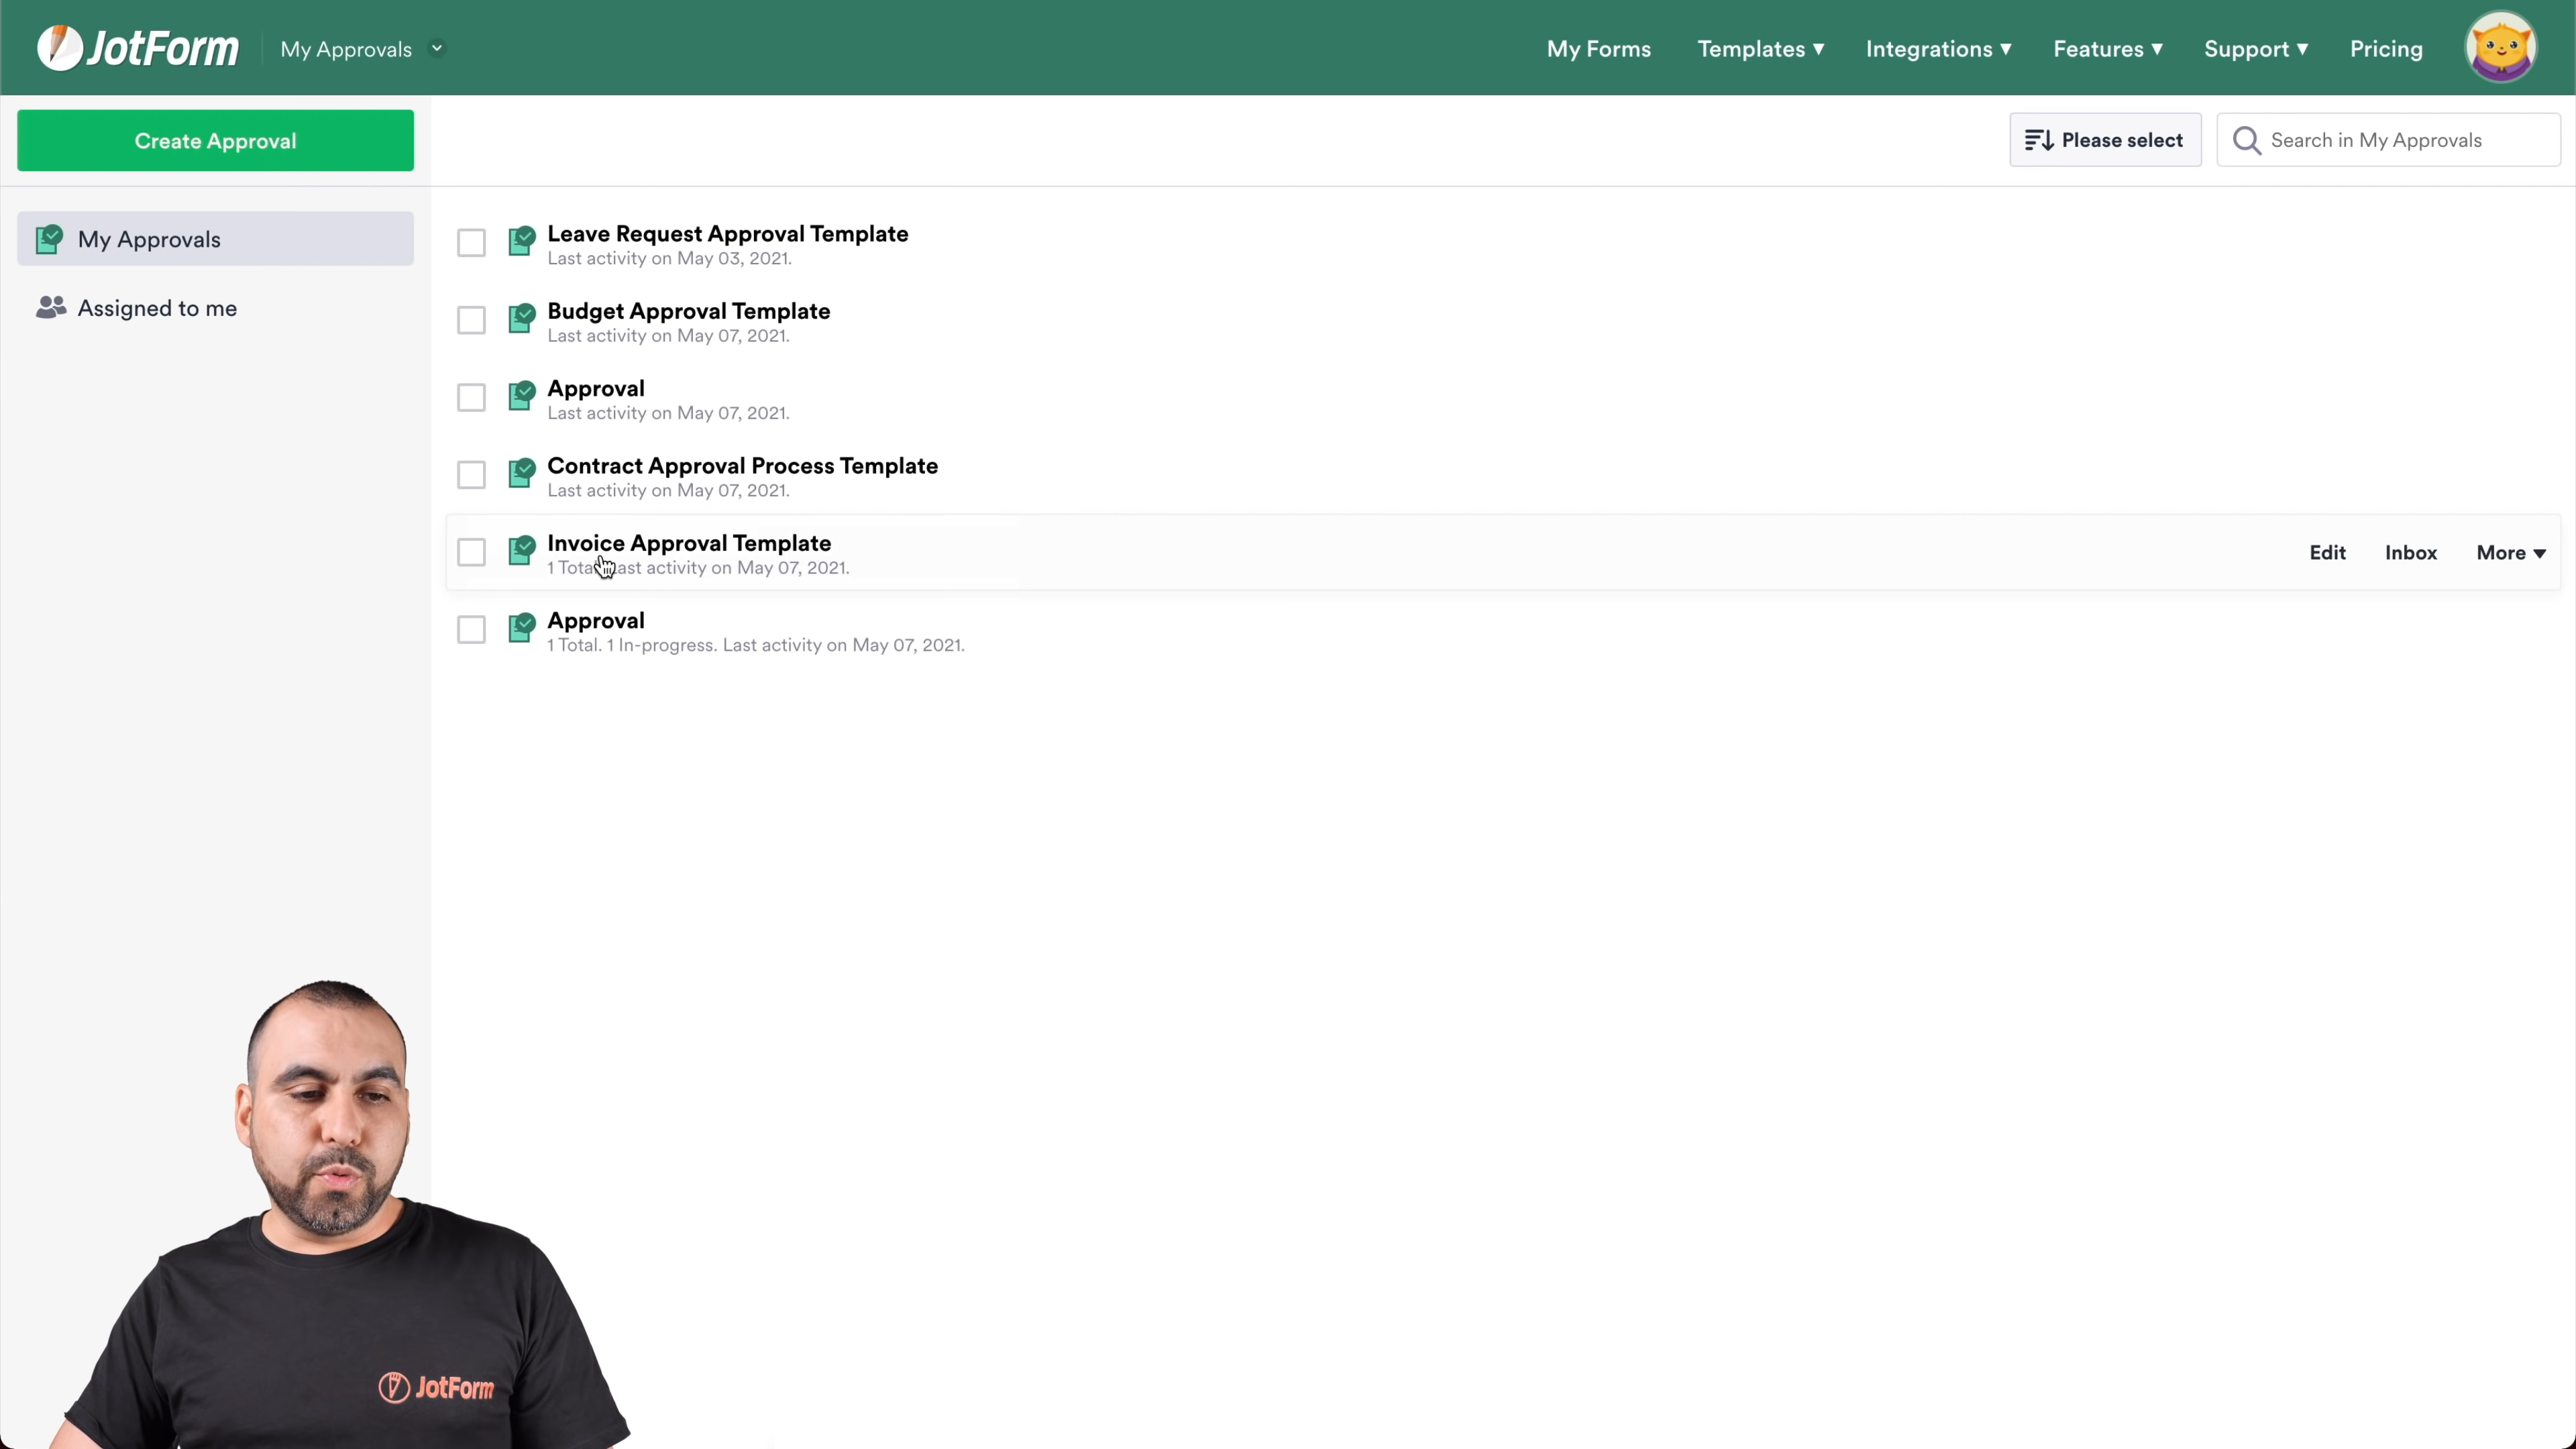 JotForm
My Approvals
My Forms
Templates
Integrations
Features
Support
Pricing
Create Approval
Please select
Search in My Approvals
My Approvals
Assigned to me
Leave Request Approval Template
Last activity on May 03, 2021.
Budget Approval Template
Last activity on May 07, 2021.
Approval
Last activity on May 07, 2021.
Contract Approval Process Template
Last activity on May 07, 2021.
Invoice Approval Template
1 Total. Last activity on May 07, 2021.
Edit
Inbox
More
Approval
1 Total. 1 In-progress. Last activity on May 07, 2021.
JotForm